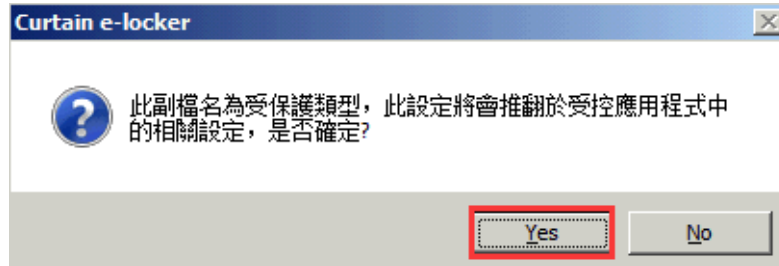 Curtain e-locker
此副檔名為受保護類型，此設定將會推翻於受控應用程式中
的相關設定，是否確定?
Yes
No